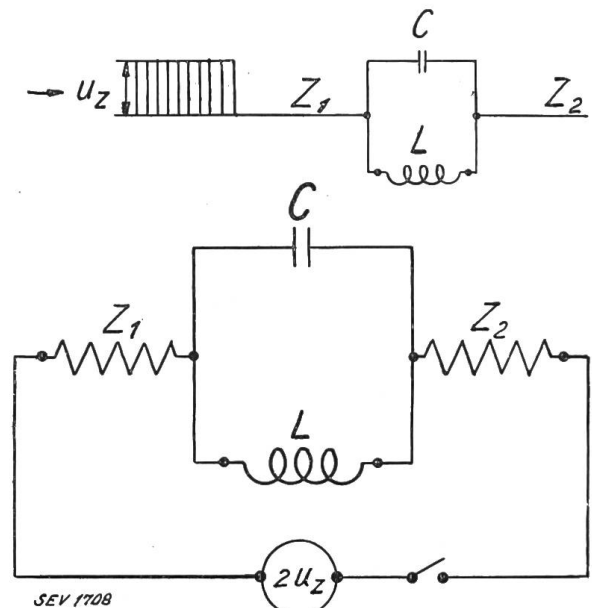 C
→ u_Z Z_1 Z_2
L
C
Z_1 Z_2
L
2u_Z
SEV 1708